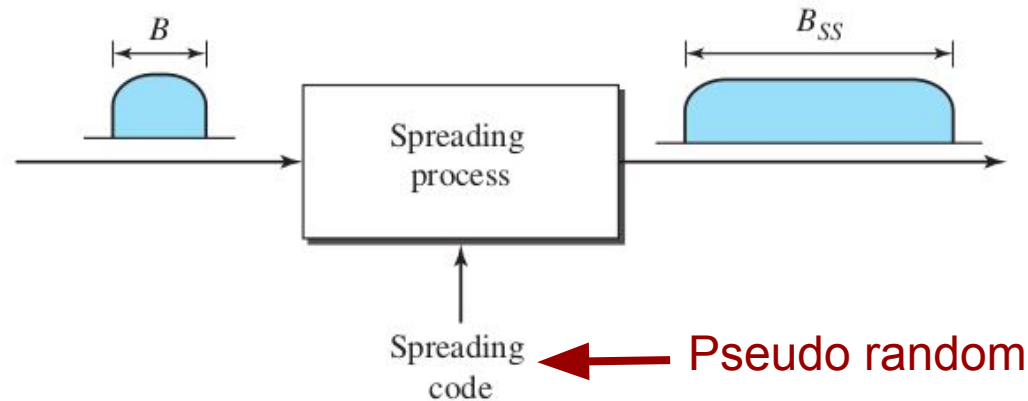 B
B_SS
Spreading
process
Spreading
code
Pseudo random